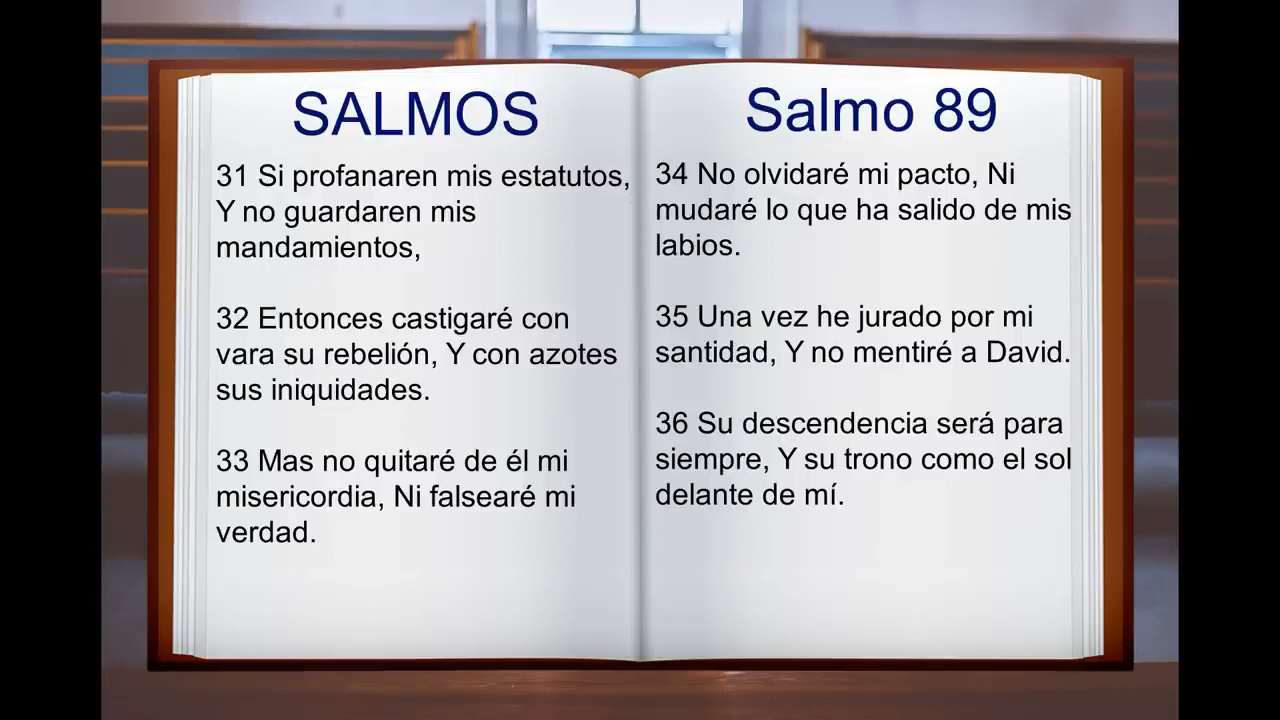 SALMOS
31 Si profanaren mis estatutos,
Y no guardaren mis
mandamientos,
32 Entonces castigaré con
vara su rebelión, Y con azotes
sus iniquidades.
33 Mas no quitaré de él mi
misericordia, Ni falsearé mi
verdad.
Salmo 89
34 No olvidaré mi pacto, Ni
mudaré lo que ha salido de mis
labios.
35 Una vez he jurado por mi
santidad, Y no mentiré a David.
36 Su descendencia será para
siempre, Y su trono como el sol
delante de mí.